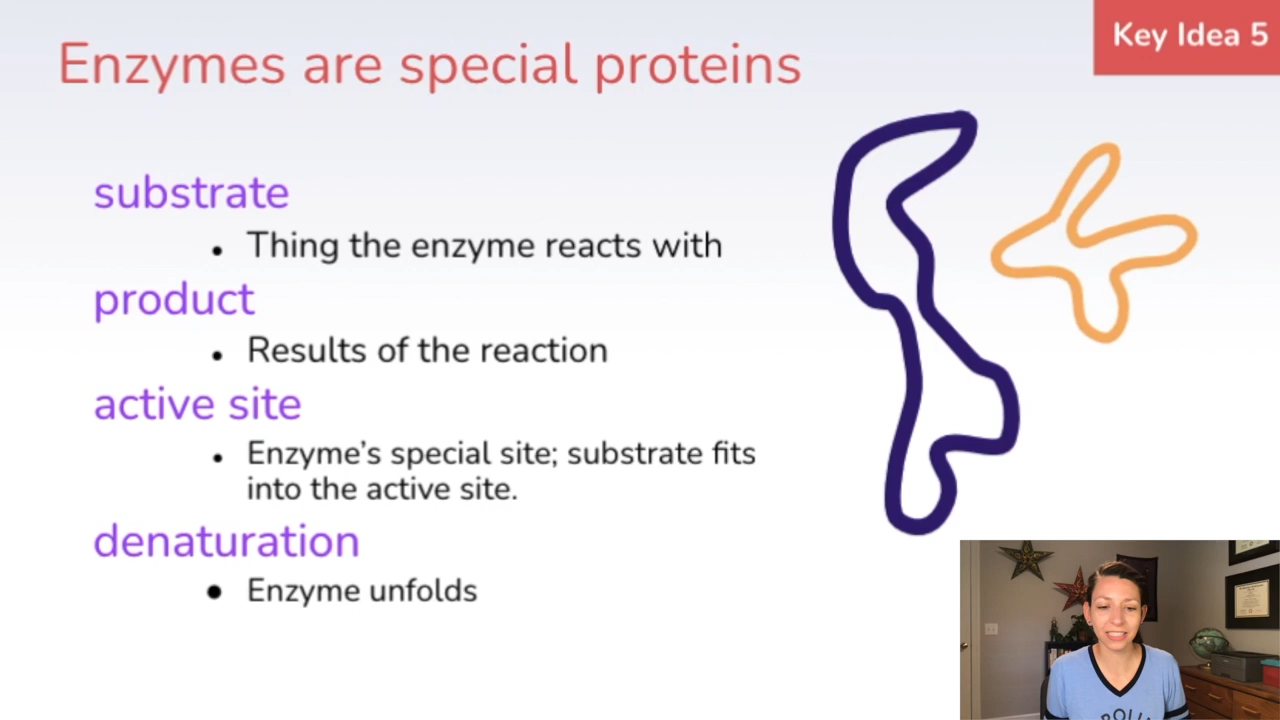 Key Idea 5
Enzymes are special proteins
substrate
• Thing the enzyme reacts with
product
• Results of the reaction
active site
• Enzyme’s special site; substrate fits
into the active site.
denaturation
• Enzyme unfolds